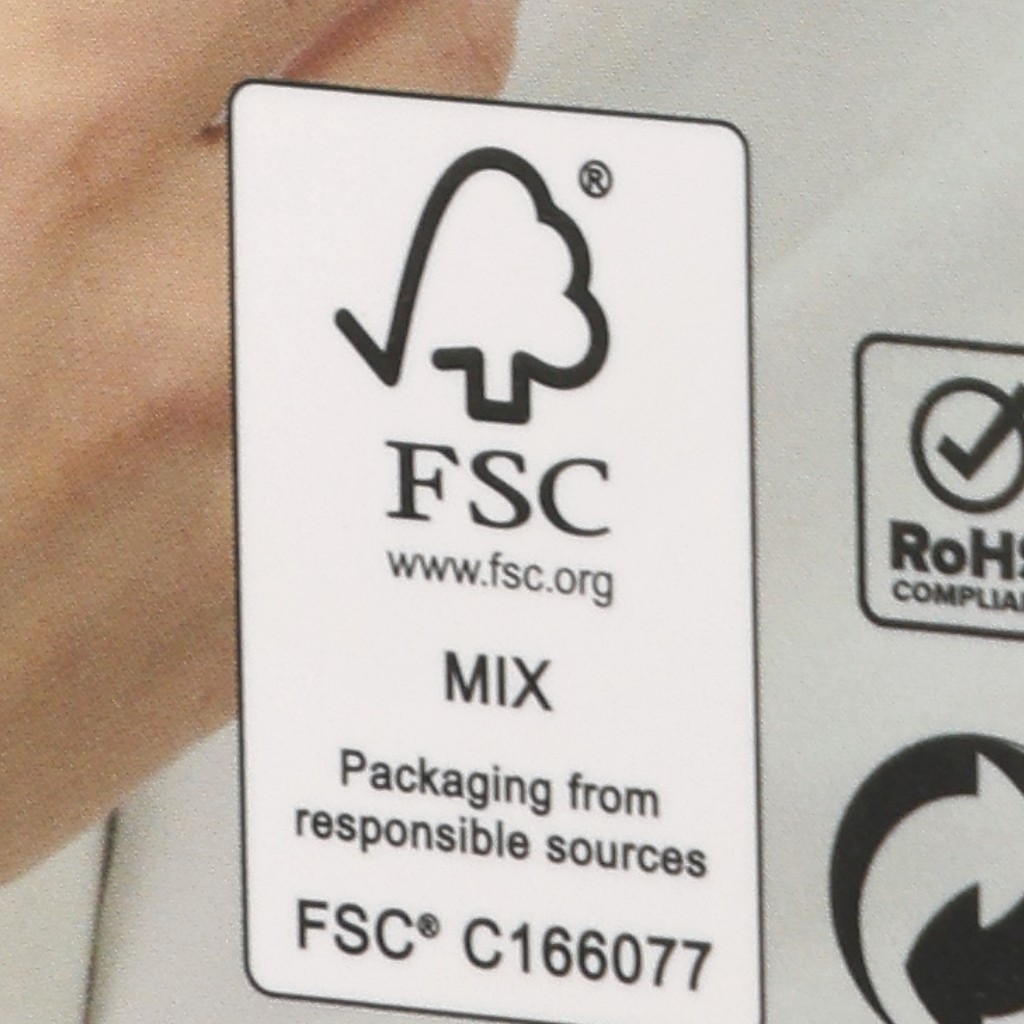 ®
FSC
www.fsc.org
MIX
Packaging from
responsible sources
FSC® C166077
RoHS